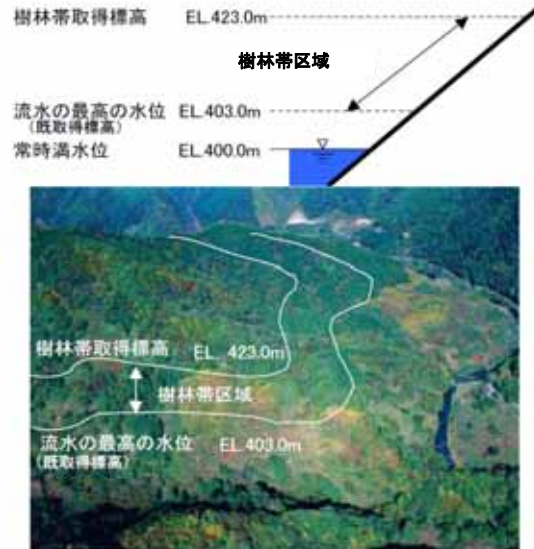 樹林帯取得標高 EL.423.0m
樹林帯区域
流水の最高の水位 EL.403.0m
（既取得標高）
常時満水位 EL.400.0m
樹林帯取得標高 EL. 423.0m
樹林帯区域
流水の最高の水位 EL.403.0m
（既取得標高）